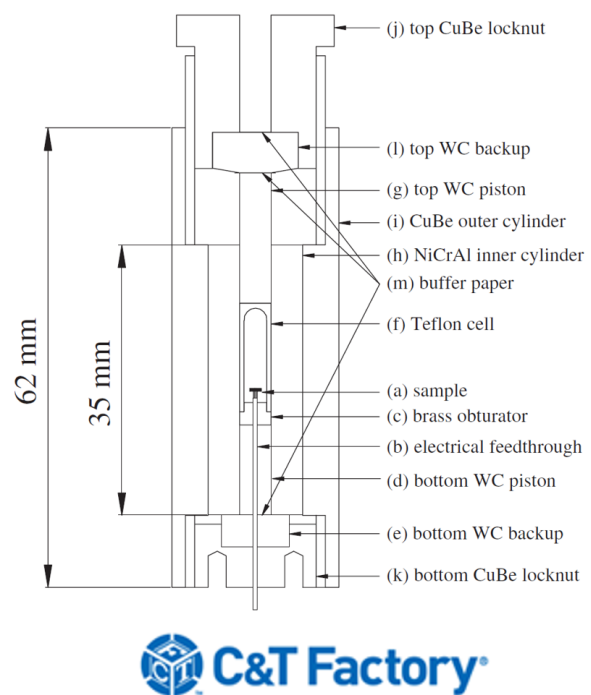 (j) top CuBe locknut
(l) top WC backup
(g) top WC piston
(i) CuBe outer cylinder
(h) NiCrAl inner cylinder
(m) buffer paper
(f) Teflon cell
62 mm
35 mm
(a) sample
(c) brass obturator
(b) electrical feedthrough
(d) bottom WC piston
(e) bottom WC backup
(k) bottom CuBe locknut
C&T Factory